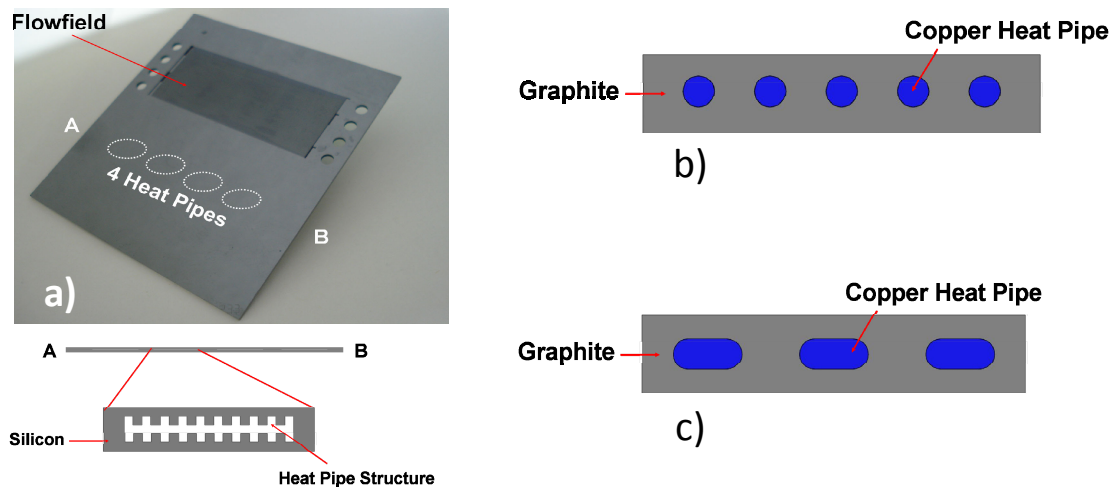 Flowfield
A
4 Heat Pipes
B
a)
A
B
Silicon
Heat Pipe Structure
Copper Heat Pipe
Graphite
b)
Copper Heat Pipe
Graphite
c)